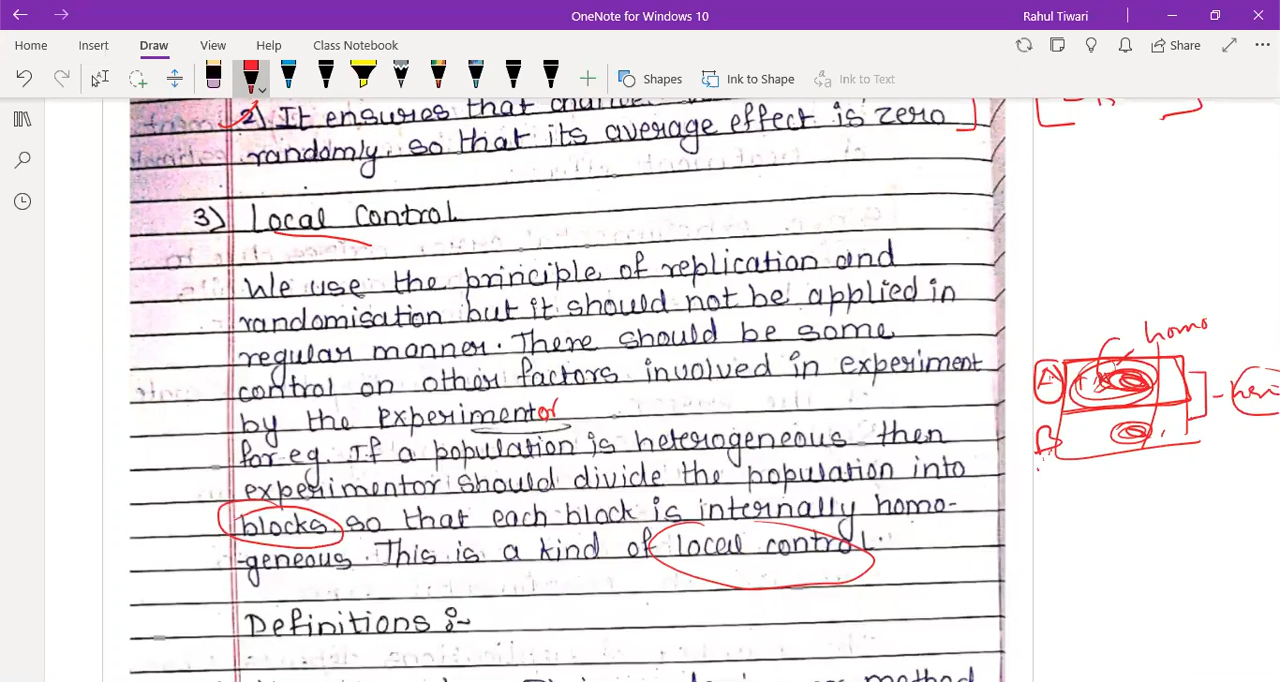 OneNote for Windows 10
Rahul Tiwari
Home Insert Draw View Help Class Notebook
Share
Shapes Ink to Shape Ink to Text
2) It ensures that
randomly. so that its average effect is zero
3) Local Control
We use the principle of replication and
randomisation but it should not be applied in
regular manner. There should be some
control on other factors involved in experiment
by the experimentor
for eg. If a population is heterogeneous then
experimentor should divide the population into
blocks. so that each block is internally homo-
-geneous. This is a kind of local control.
Definitions :-
method
homo
A
B